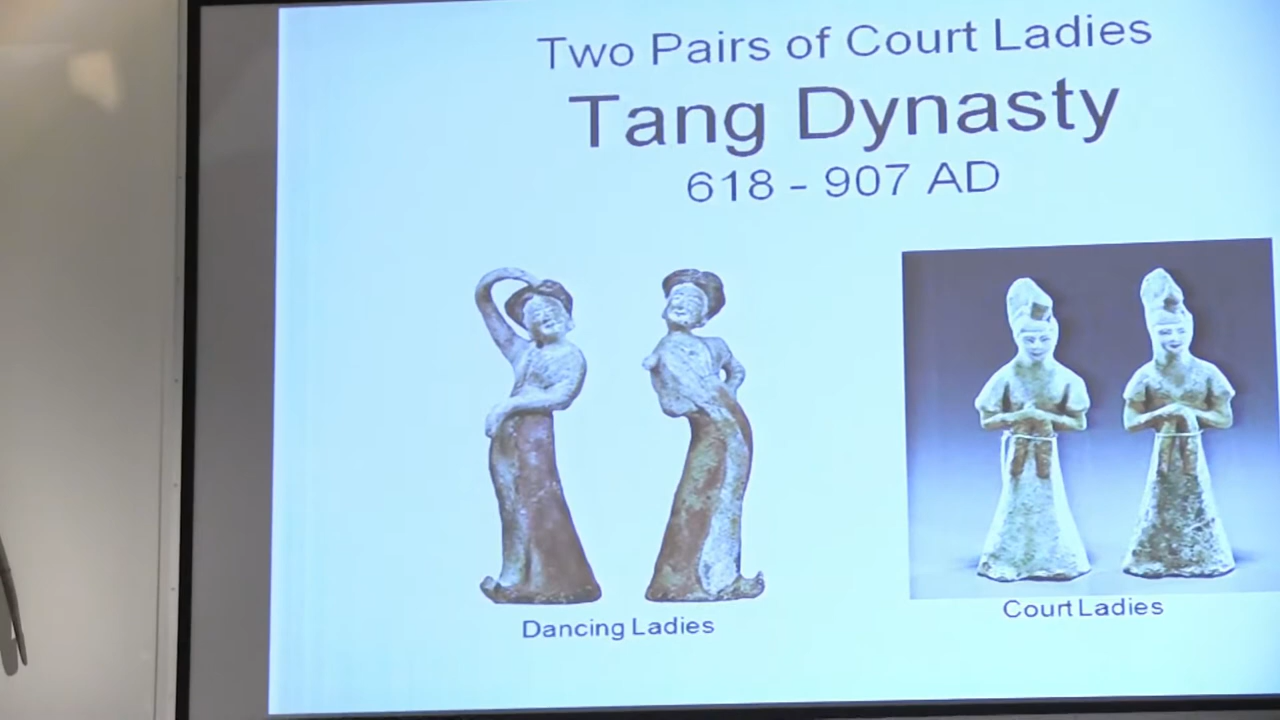 Two Pairs of Court Ladies
Tang Dynasty
618 - 907 AD
Dancing Ladies
Court Ladies